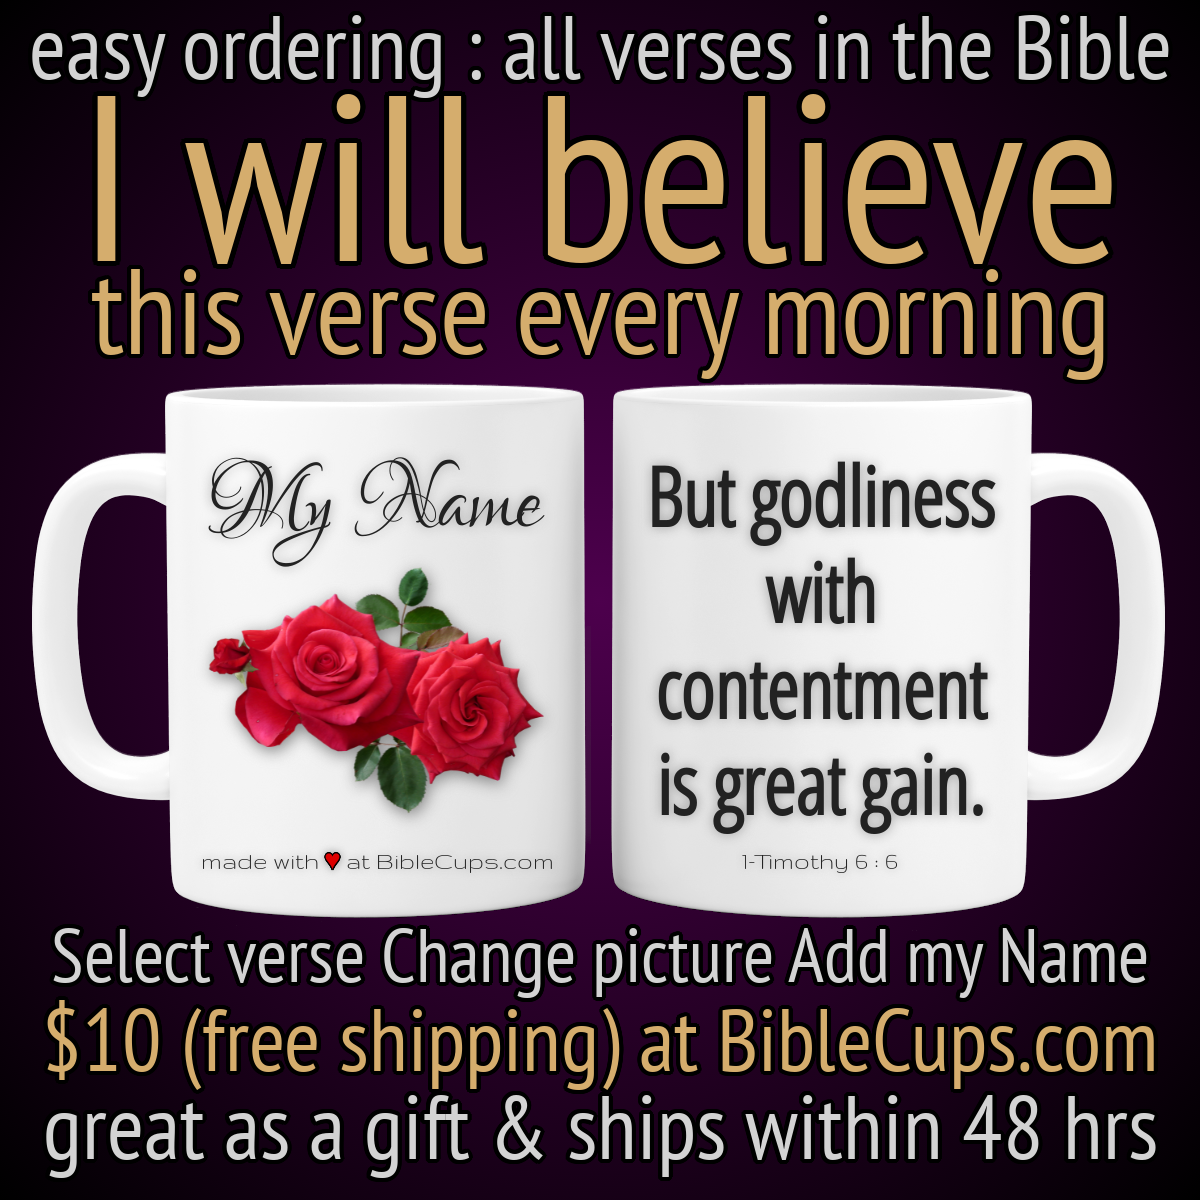 easy ordering : all verses in the Bible
I will believe
this verse every morning
My Name
made with ♥ at BibleCups.com
But godliness
with
contentment
is great gain.
1-Timothy 6 : 6
Select verse Change picture Add my Name
$10 (free shipping) at BibleCups.com
great as a gift & ships within 48 hrs